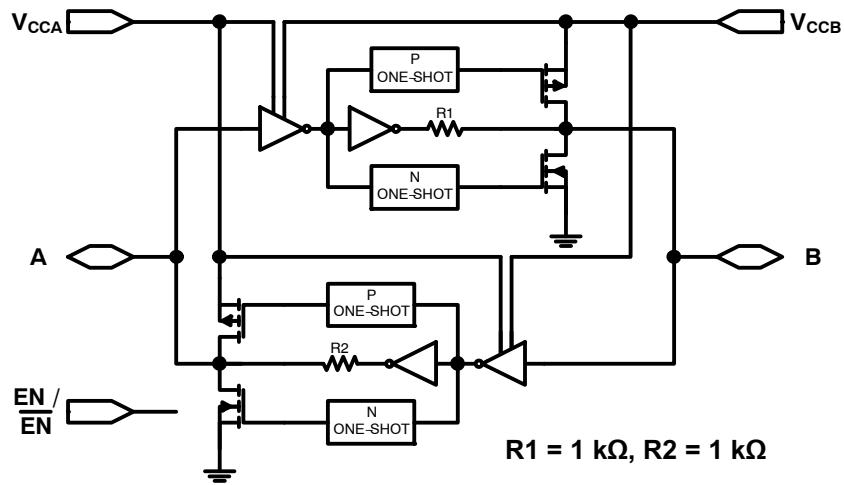 VCCA
VCCB
P
ONE-SHOT
R1
N
ONE-SHOT
A
B
P
ONE-SHOT
R2
N
ONE-SHOT
EN /
EN
R1 = 1 kΩ, R2 = 1 kΩ